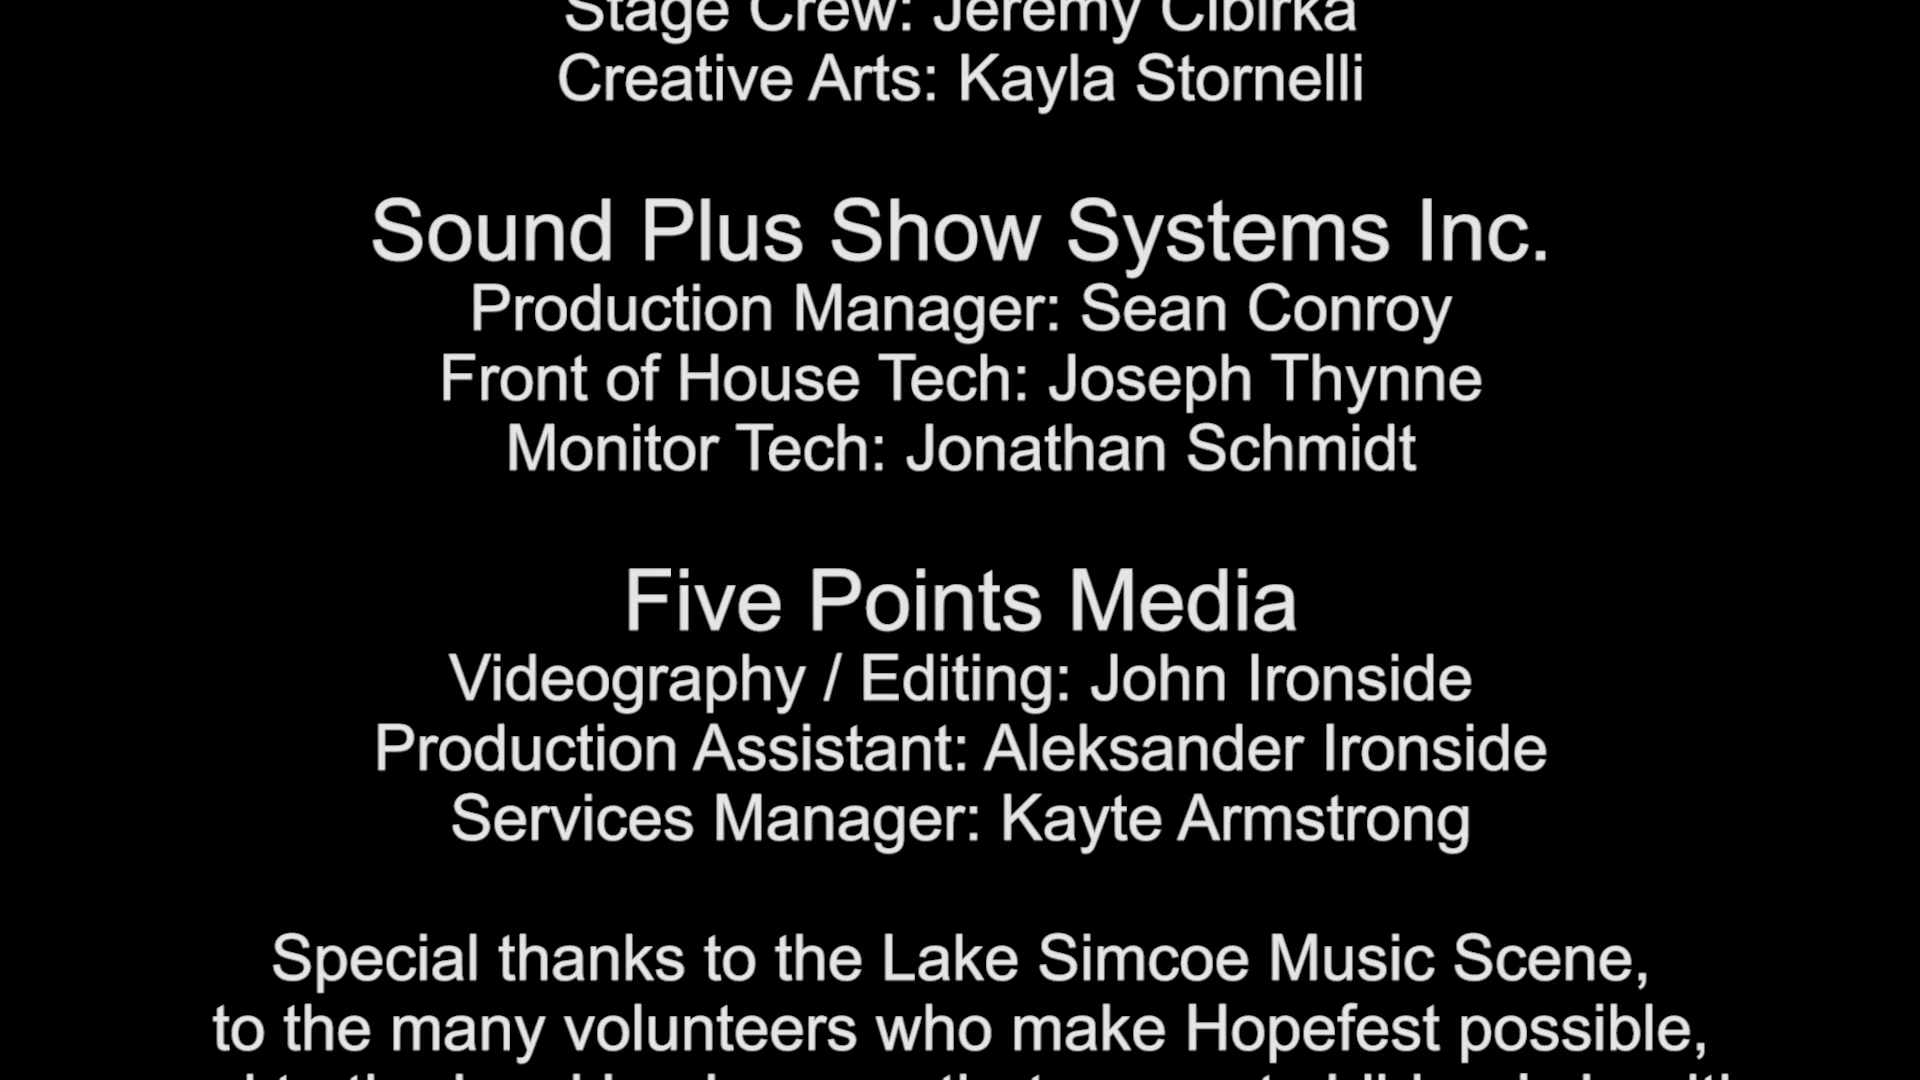 Stage Crew: Jeremy Cibirka
Creative Arts: Kayla Stornelli
Sound Plus Show Systems Inc.
Production Manager: Sean Conroy
Front of House Tech: Joseph Thynne
Monitor Tech: Jonathan Schmidt
Five Points Media
Videography / Editing: John Ironside
Production Assistant: Aleksander Ironside
Services Manager: Kayte Armstrong
Special thanks to the Lake Simcoe Music Scene,
to the many volunteers who make Hopefest possible,